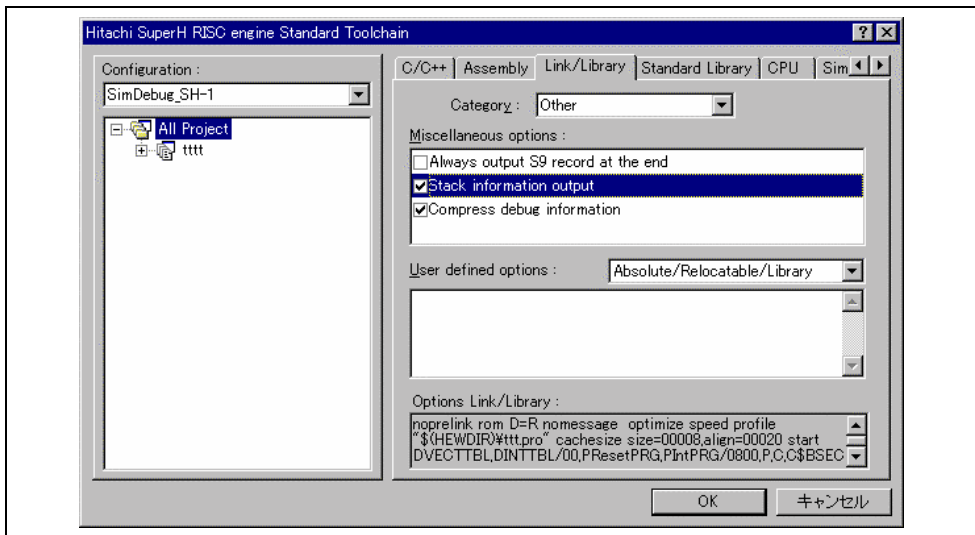 Hitachi SuperH RISC engine Standard Toolchain
Configuration :
SimDebug_SH-1
All Project
tttt
C/C++ Assembly Link/Library Standard Library CPU Sim
Category : Other
Miscellaneous options :
Always output S9 record at the end
Stack information output
Compress debug information
User defined options : Absolute/Relocatable/Library
Options Link/Library :
noprelink rom D=R nomessage optimize speed profile
"$(HEWDIR)¥ttt.pro" cachesize size=00008,align=00020 start
DVECTTBL,DINTTBL/00,PResetPRG,PIntPRG/0800,P,C,C$BSEC
OK キャンセル